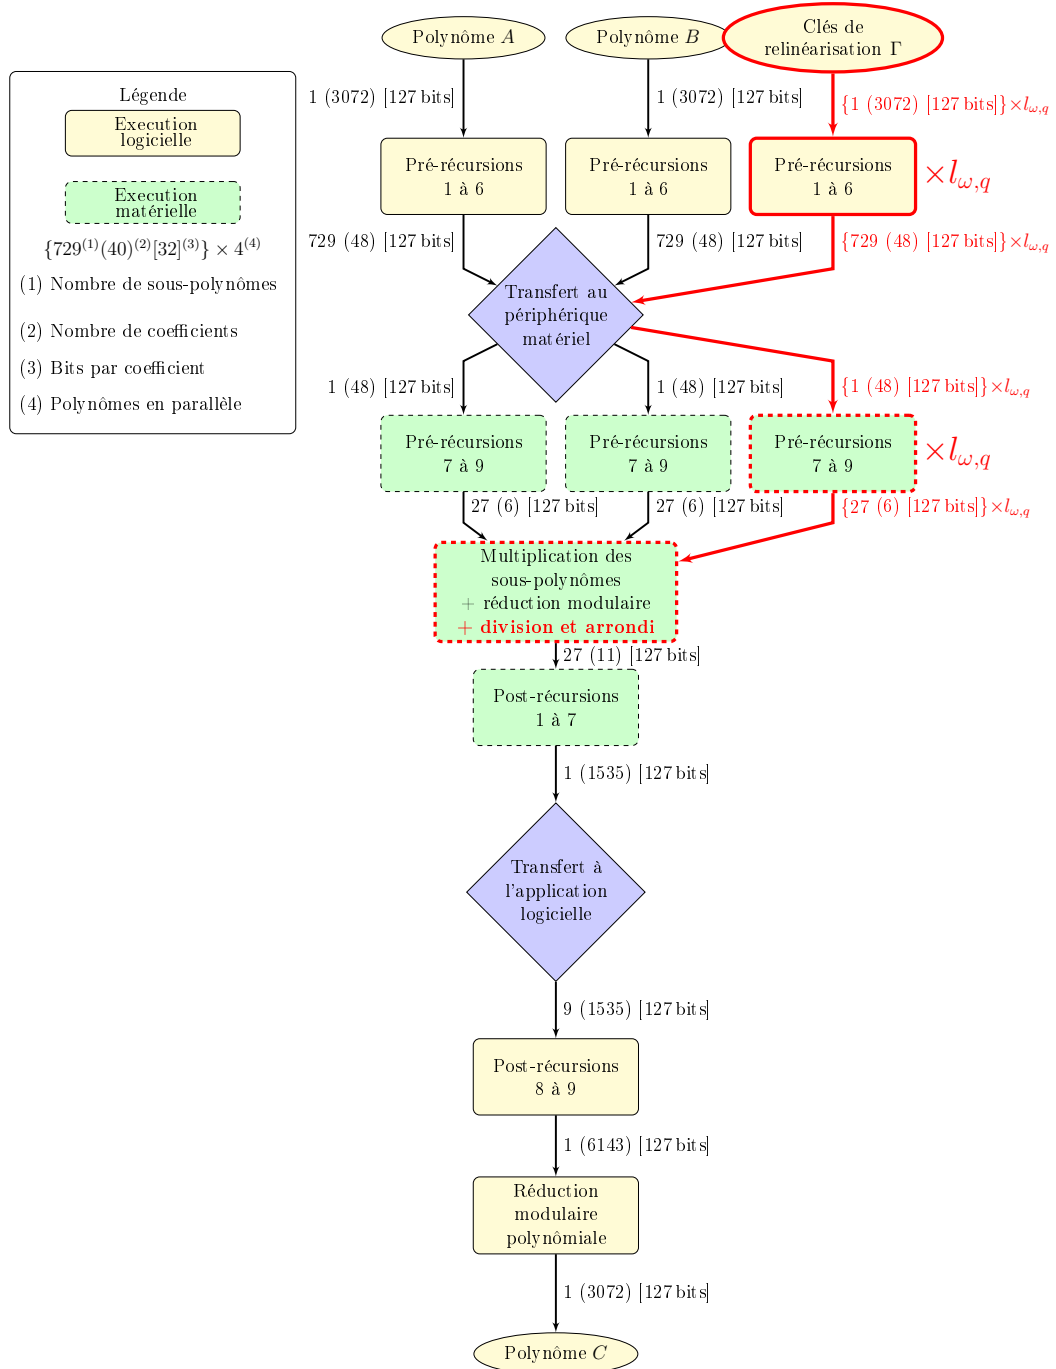 Polynôme A
Polynôme B
Clés de
relinéarisation Γ
Légende
Execution
logicielle
Execution
matérielle
{729^(1)(40)^(2)[32]^(3)} × 4^(4)
(1) Nombre de sous-polynômes
(2) Nombre de coefficients
(3) Bits par coefficient
(4) Polynômes en parallèle
1 (3072) [127 bits]
1 (3072) [127 bits]
{1 (3072) [127 bits]}×l_ω,q
Pré-récursions
1 à 6
Pré-récursions
1 à 6
Pré-récursions
1 à 6
×l_ω,q
729 (48) [127 bits]
729 (48) [127 bits]
{729 (48) [127 bits]}×l_ω,q
Transfert au
périphérique
matériel
1 (48) [127 bits]
1 (48) [127 bits]
{1 (48) [127 bits]}×l_ω,q
Pré-récursions
7 à 9
Pré-récursions
7 à 9
Pré-récursions
7 à 9
×l_ω,q
27 (6) [127 bits]
27 (6) [127 bits]
{27 (6) [127 bits]}×l_ω,q
Multiplication des
sous-polynômes
+ réduction modulaire
+ division et arrondi
27 (11) [127 bits]
Post-récursions
1 à 7
1 (1535) [127 bits]
Transfert à
l'application
logicielle
9 (1535) [127 bits]
Post-récursions
8 à 9
1 (6143) [127 bits]
Réduction
modulaire
polynômiale
1 (3072) [127 bits]
Polynôme C